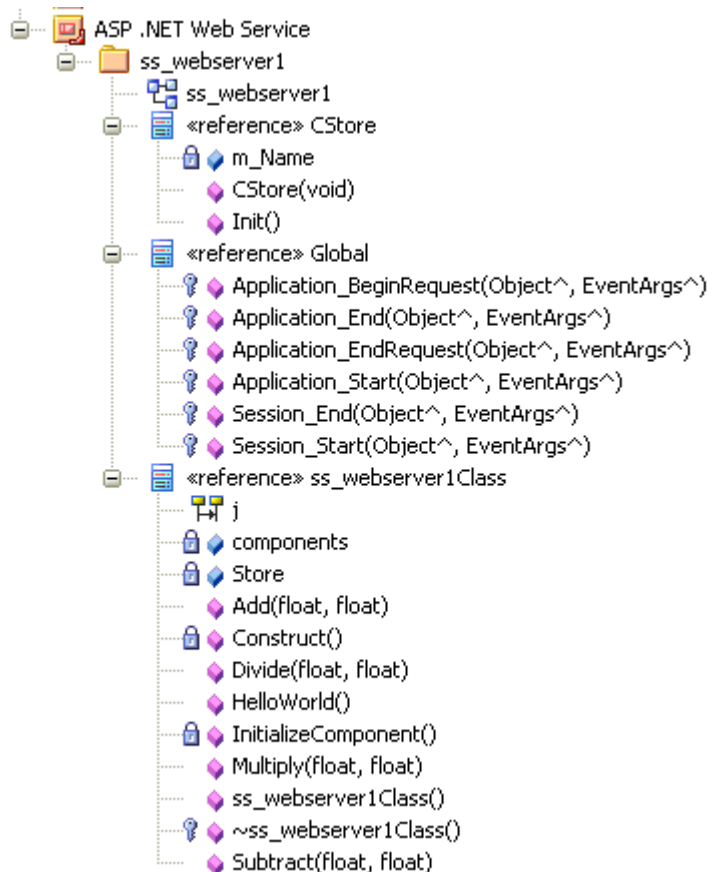 ASP .NET Web Service
ss_webserver1
ss_webserver1
«reference» CStore
m_Name
CStore(void)
Init()
«reference» Global
Application_BeginRequest(Object^, EventArgs^)
Application_End(Object^, EventArgs^)
Application_EndRequest(Object^, EventArgs^)
Application_Start(Object^, EventArgs^)
Session_End(Object^, EventArgs^)
Session_Start(Object^, EventArgs^)
«reference» ss_webserver1Class
j
components
Store
Add(float, float)
Construct()
Divide(float, float)
HelloWorld()
InitializeComponent()
Multiply(float, float)
ss_webserver1Class()
~ss_webserver1Class()
Subtract(float, float)